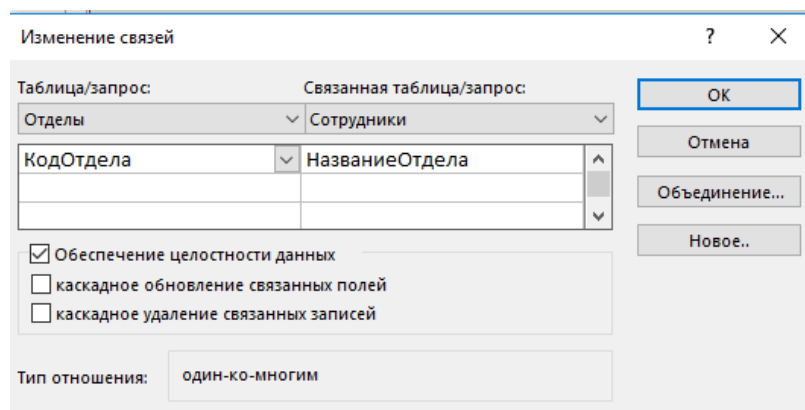 Изменение связей ?
Таблица/запрос: Связанная таблица/запрос:
Отделы Сотрудники
КодОтдела НазваниеОтдела
Обеспечение целостности данных
каскадное обновление связанных полей
каскадное удаление связанных записей
Тип отношения: один-ко-многим
ОК
Отмена
Объединение...
Новое..